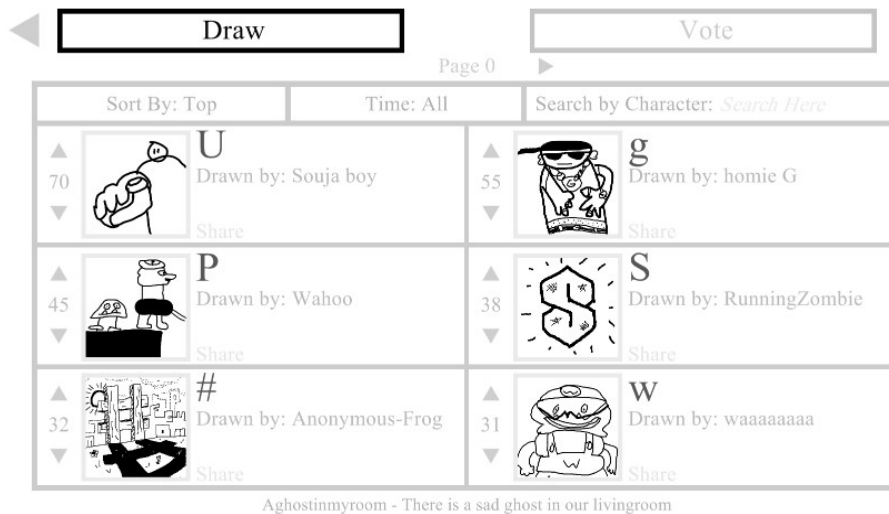 Draw
Vote
Page 0
Sort By: Top
Time: All
Search by Character: Search Here
70
U
Drawn by: Souja boy
Share
55
g
Drawn by: homie G
Share
45
P
Drawn by: Wahoo
Share
38
S
Drawn by: RunningZombie
Share
32
#
Drawn by: Anonymous-Frog
Share
31
w
Drawn by: waaaaaaaa
Share
Aghostinmyroom - There is a sad ghost in our livingroom